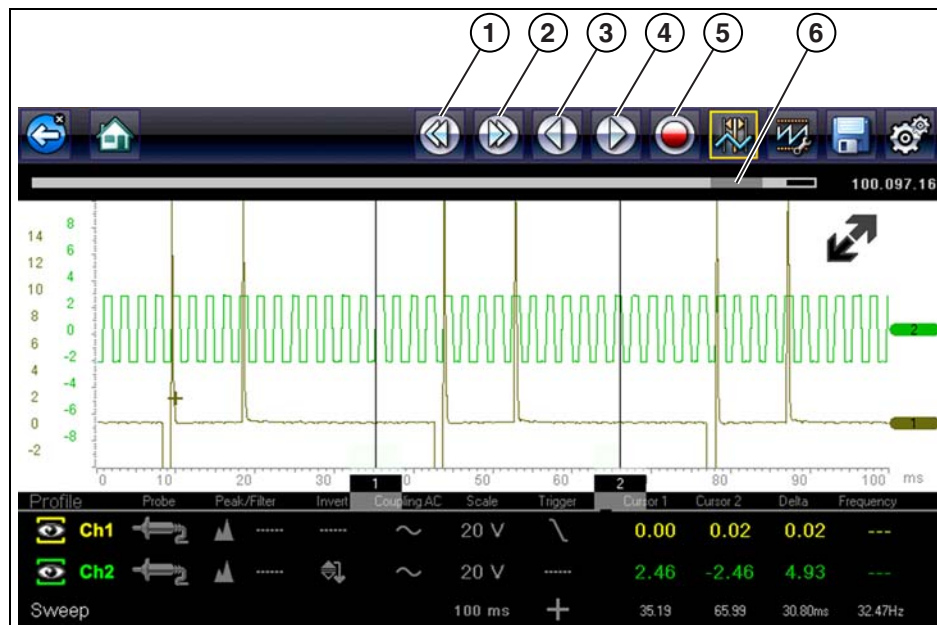 1 2 3 4 5 6
100.097.16
14 12 10 8 6 4 2 0 -2
8 6 4 2 0 -2 -4 -6 -8
2
1
0 10 20 30 50 60 80 90 100 ms
1 2
Profile Probe Peak/Filter Invert Coupling AC Scale Trigger Cursor 1 Cursor 2 Delta Frequency
Ch1 ------ ------ 20 V 0.00 0.02 0.02 ---
Ch2 ------ 20 V ------ 2.46 -2.46 4.93 ---
Sweep 100 ms 35.19 65.99 30.80ms 32.47Hz